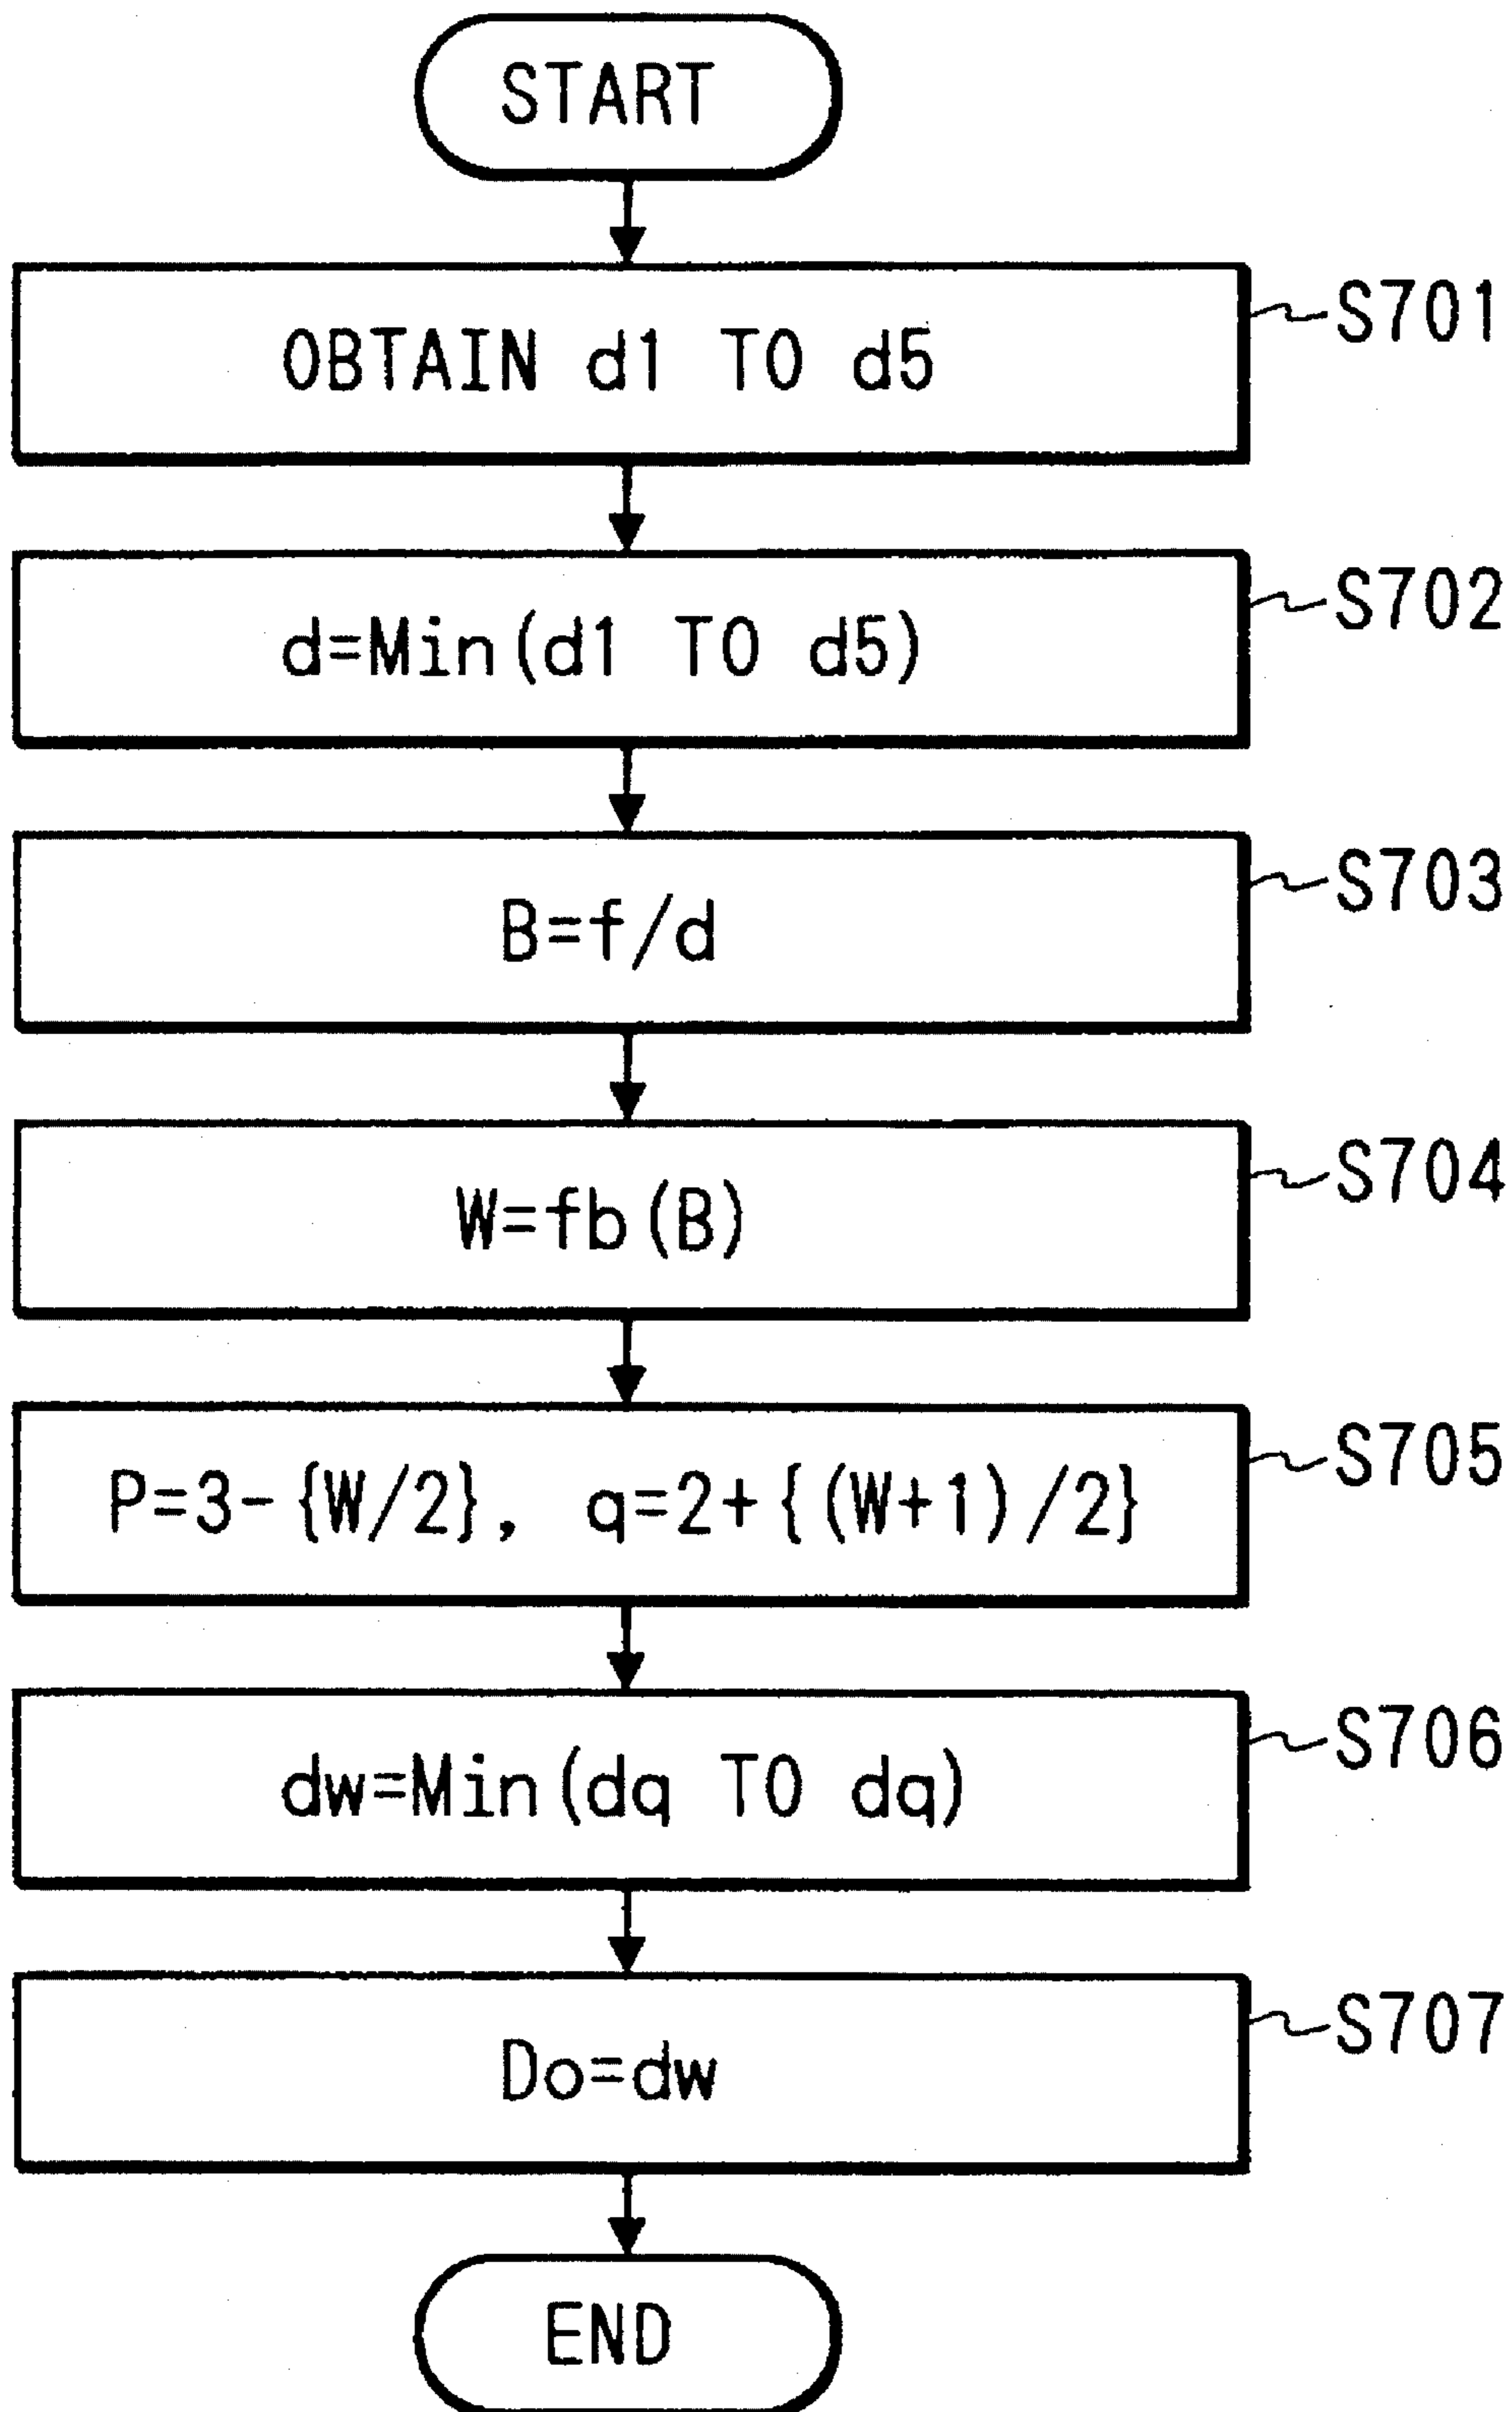 START
OBTAIN d1 TO d5
S701
d=Min(d1 TO d5)
S702
B=f/d
S703
W=fb(B)
S704
P=3-{W/2}, q=2+{(W+1)/2}
S705
dw=Min(dq TO dq)
S706
Do=dw
S707
END